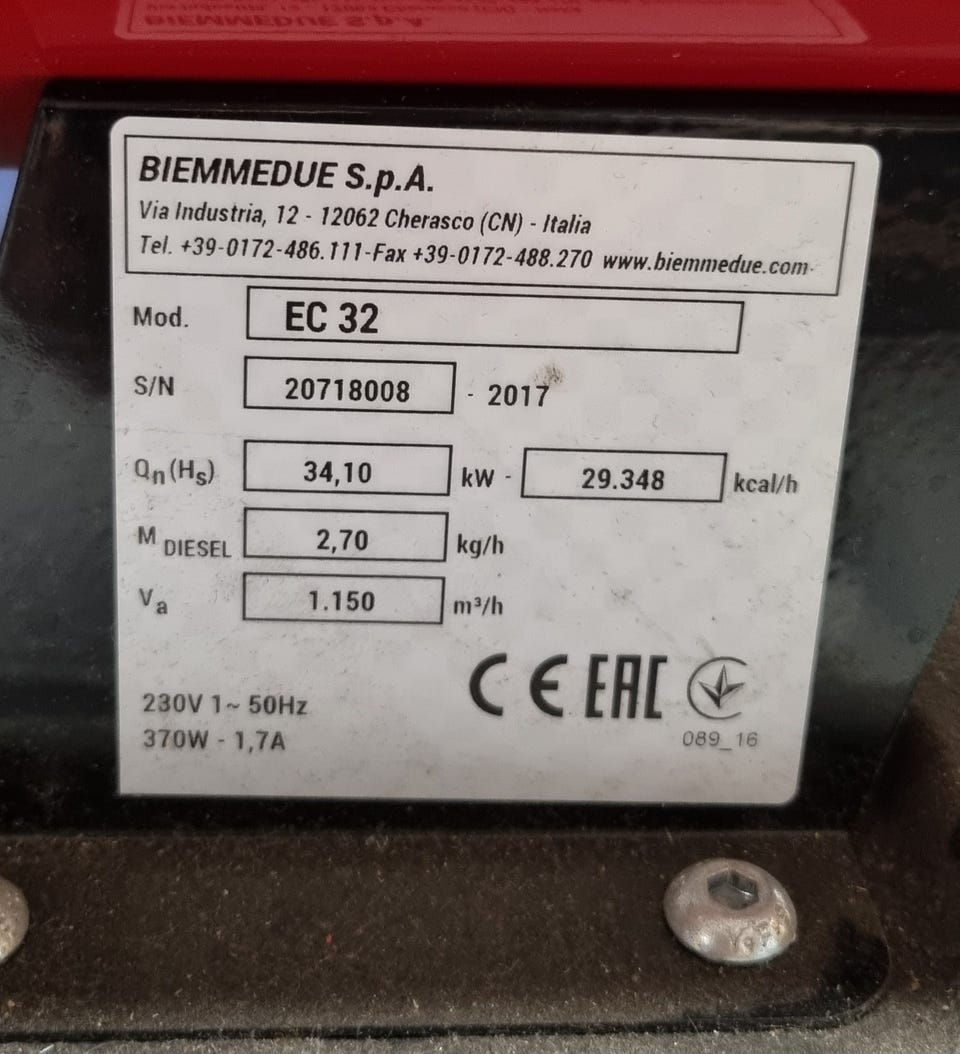 BIEMMEDUE S.p.A.
Via Industria, 12 - 12062 Cherasco (CN) - Italia
Tel. +39-0172-486.111-Fax +39-0172-488.270 www.biemmedue.com
Mod. EC 32
S/N 20718008 - 2017
Qn(Hs) 34,10 kW - 29.348 kcal/h
M DIESEL 2,70 kg/h
Va 1.150 m³/h
CE EAC
230V 1~ 50Hz
370W - 1,7A 089_16